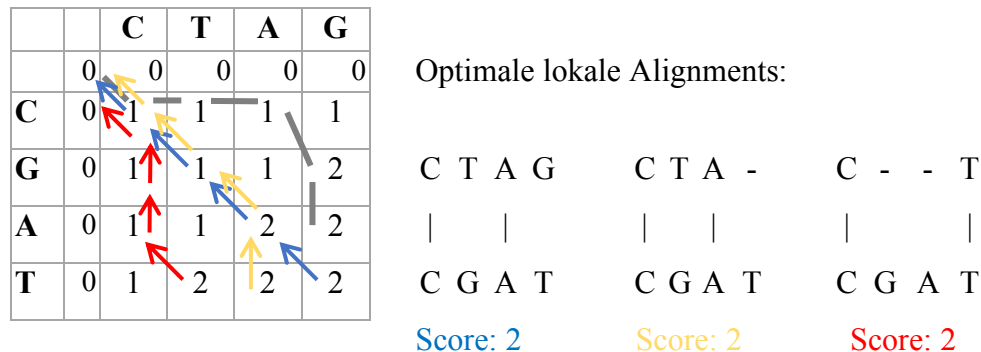 C T A G
0 0 0 0 0
Optimale lokale Alignments:
C 0 1 1 1 1
G 0 1 1 1 2
C T A G C T A - C - - T
A 0 1 1 2 2
| | | | | |
T 0 1 2 2 2
C G A T C G A T C G A T
Score: 2 Score: 2 Score: 2